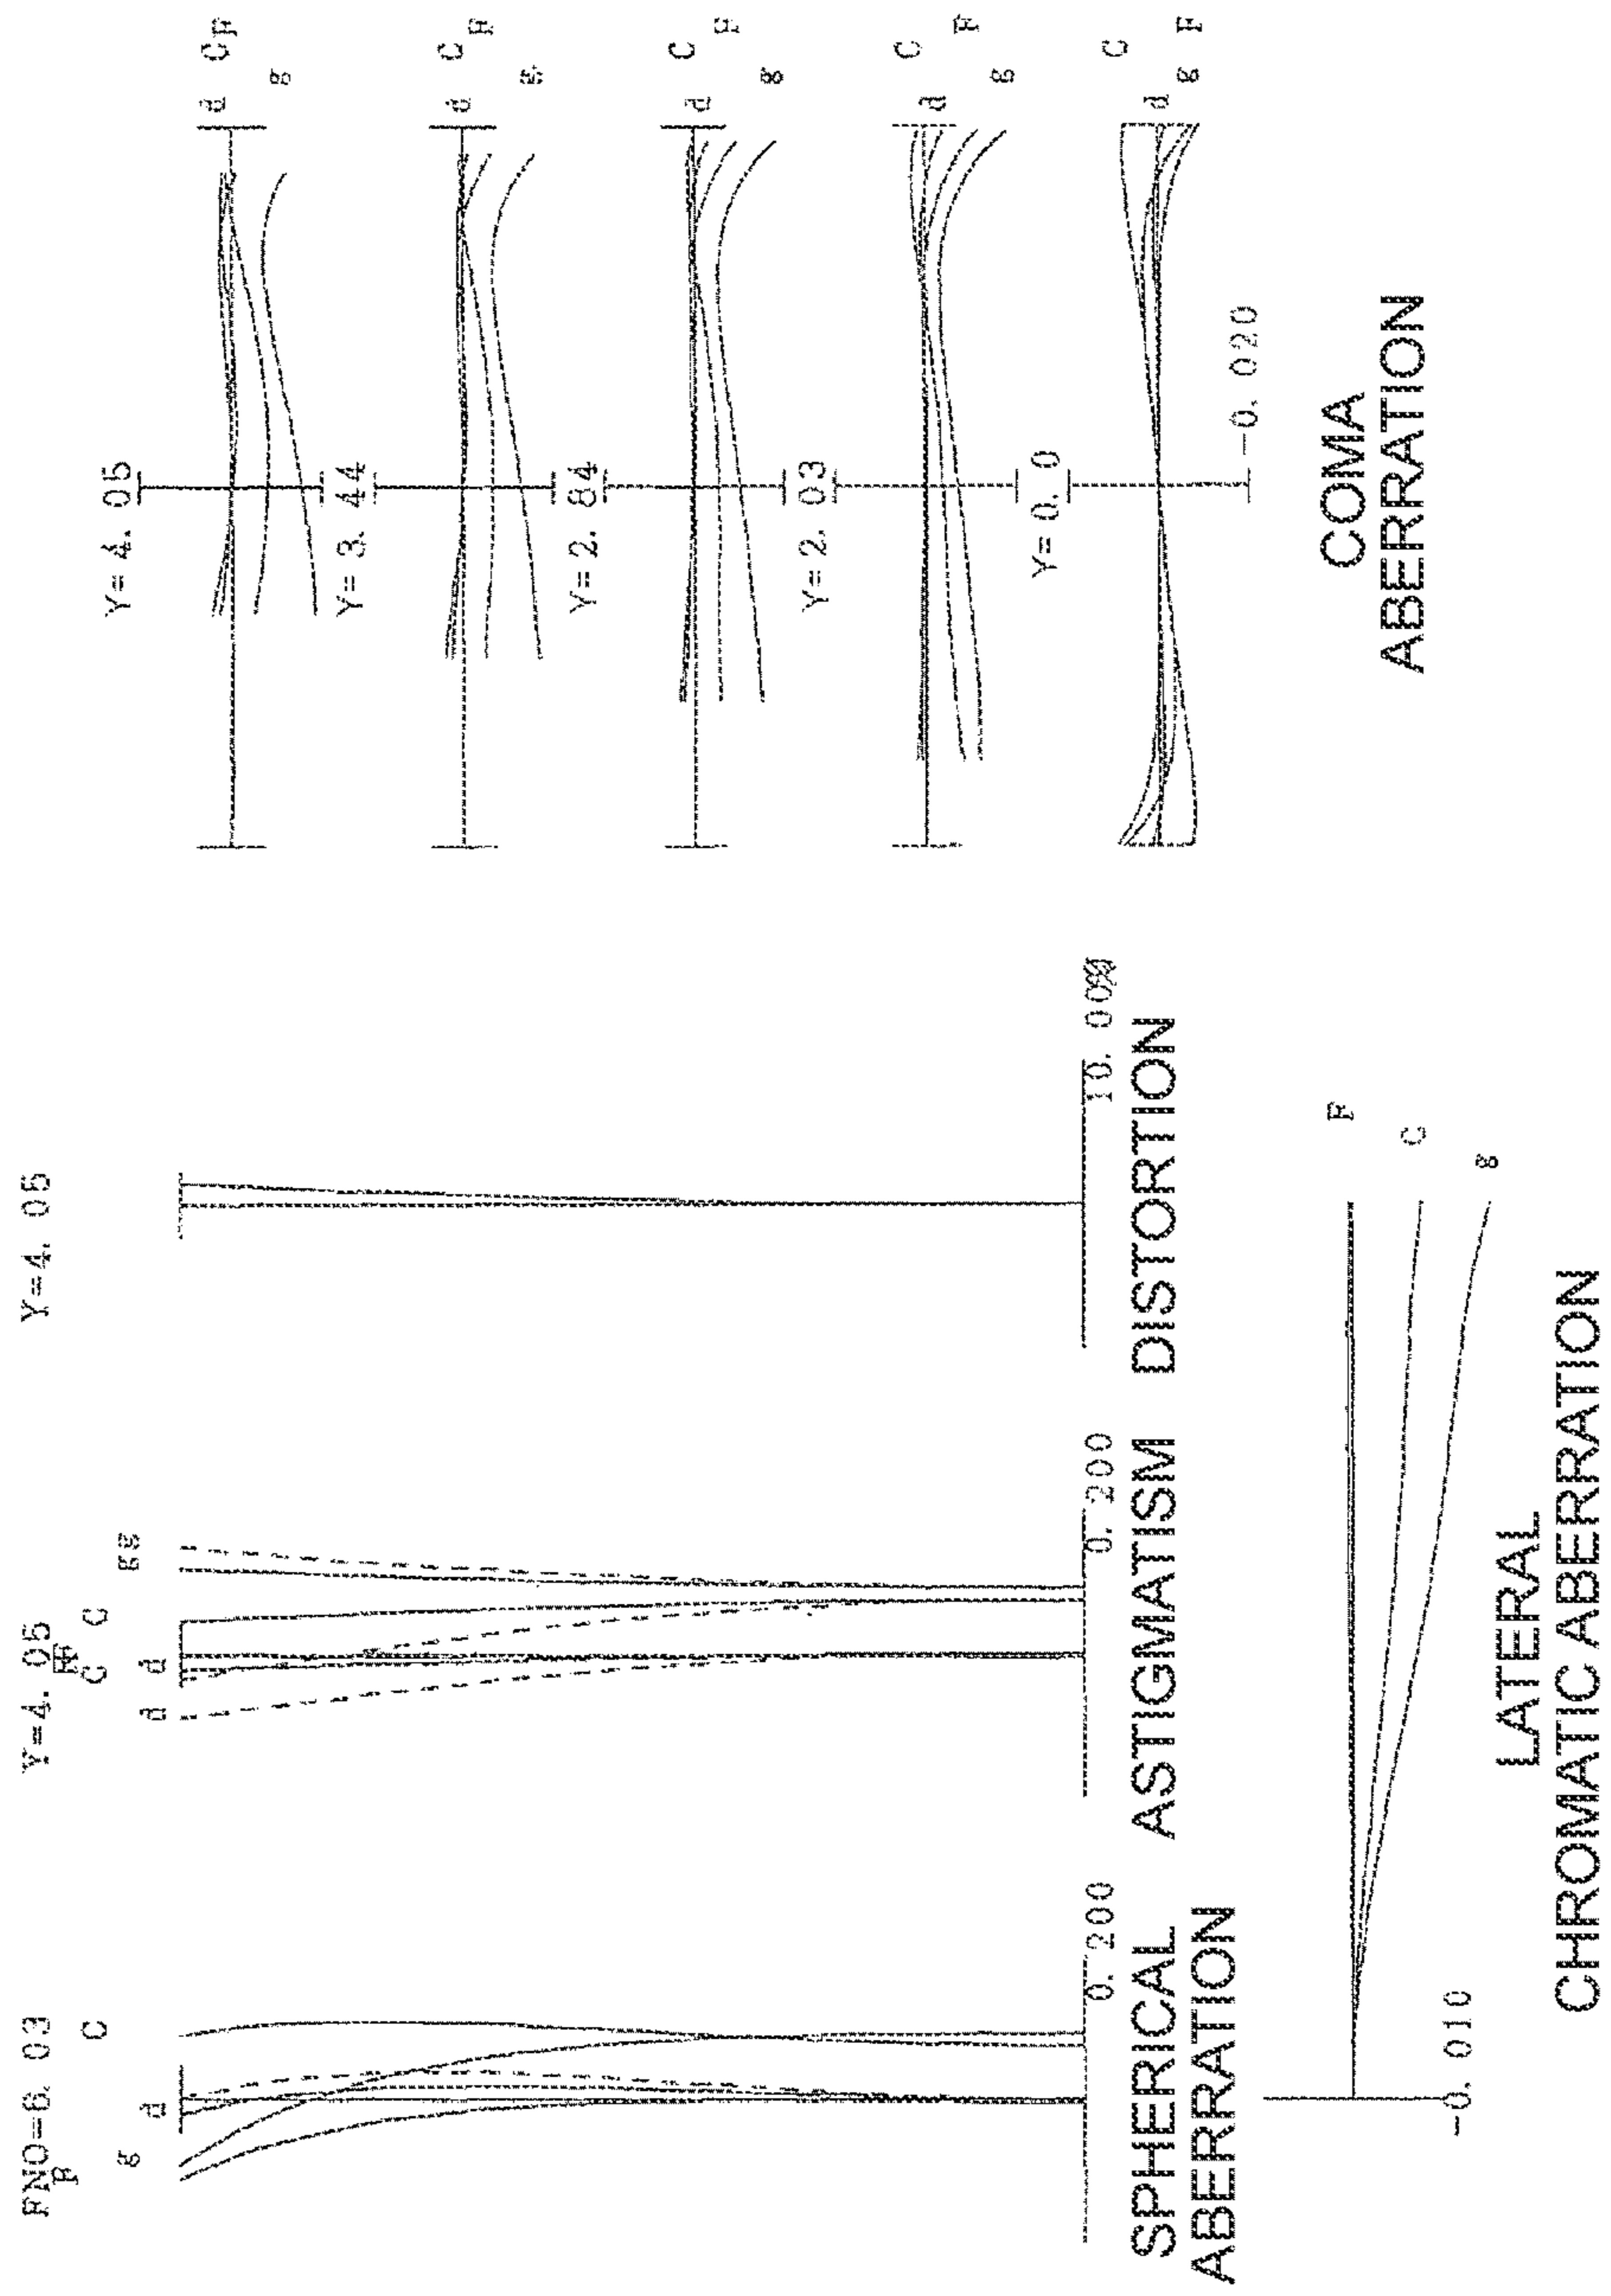 FNO=6. 03
F
C
d
g
0. 200
SPHERICAL
ABERRATION
Y=4. 05
F
C C
d d
g g
0. 200
ASTIGMATISM
Y=4. 05
10. 00%
DISTORTION
Y=4. 05
d C F
g
Y=3. 44
d C F
g
Y=2. 84
d C F
g
Y=2. 03
d C F
g
Y=0. 0
d C F
g
-0. 020
COMA
ABERRATION
F
C
g
-0. 010
LATERAL
CHROMATIC ABERRATION